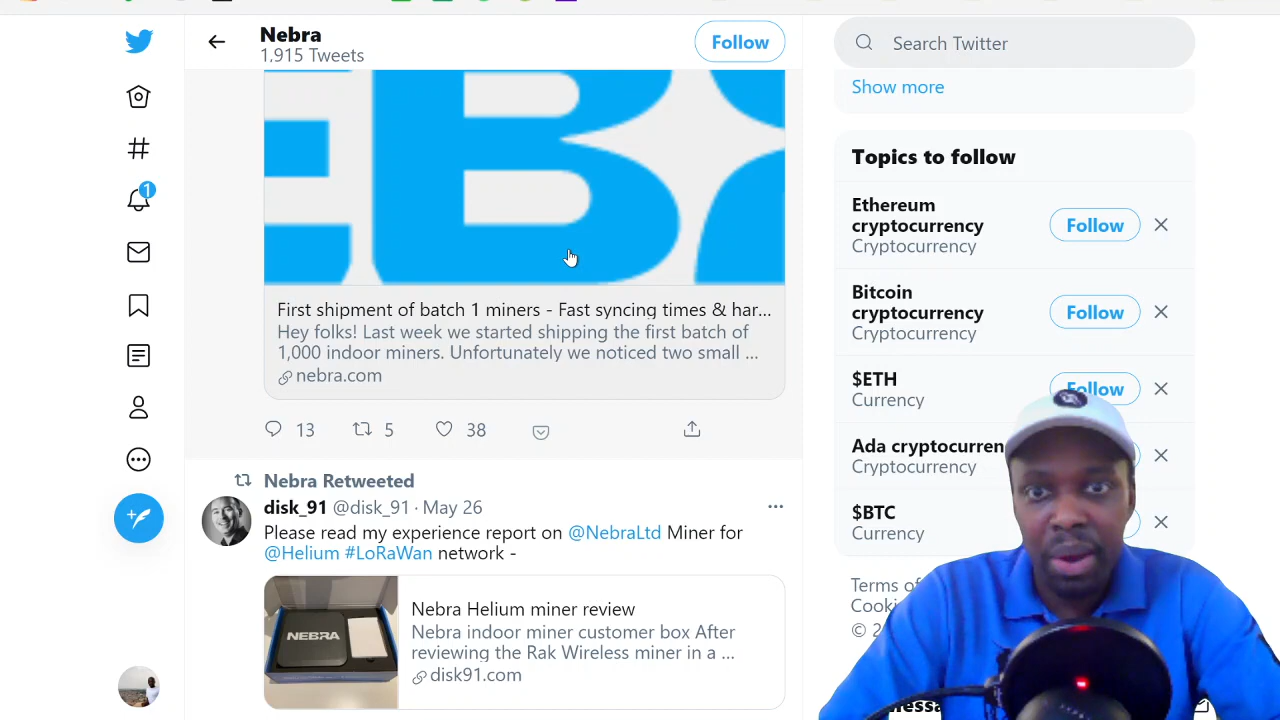 Nebra
1,915 Tweets
Follow
Search Twitter
Show more
First shipment of batch 1 miners - Fast syncing times & har...
Hey folks! Last week we started shipping the first batch of
1,000 indoor miners. Unfortunately we noticed two small ...
nebra.com
13
5
38
Nebra Retweeted
disk_91 @disk_91 · May 26
Please read my experience report on @NebraLtd Miner for
@Helium #LoRaWan network -
NEBRA
Nebra Helium miner review
Nebra indoor miner customer box After
reviewing the Rak Wireless miner in a ...
disk91.com
1
Topics to follow
Ethereum
cryptocurrency
Cryptocurrency
Follow
Bitcoin
cryptocurrency
Cryptocurrency
Follow
$ETH
Currency
Follow
Ada cryptocurren
Cryptocurrency
$BTC
Currency
Terms of
Cooki
© 2